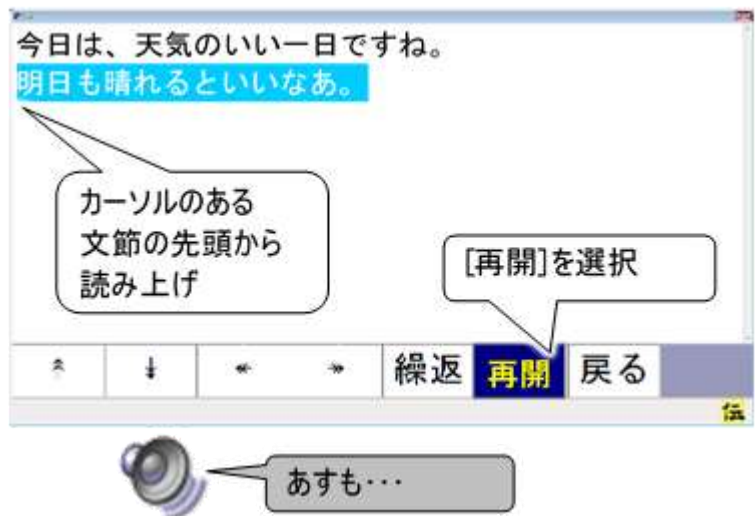 今日は、天気のいい一日ですね。
明日も晴れるといいなあ。
カーソルのある
文節の先頭から
読み上げ
[再開]を選択
繰返 再開 戻る
伝
あすも･･･